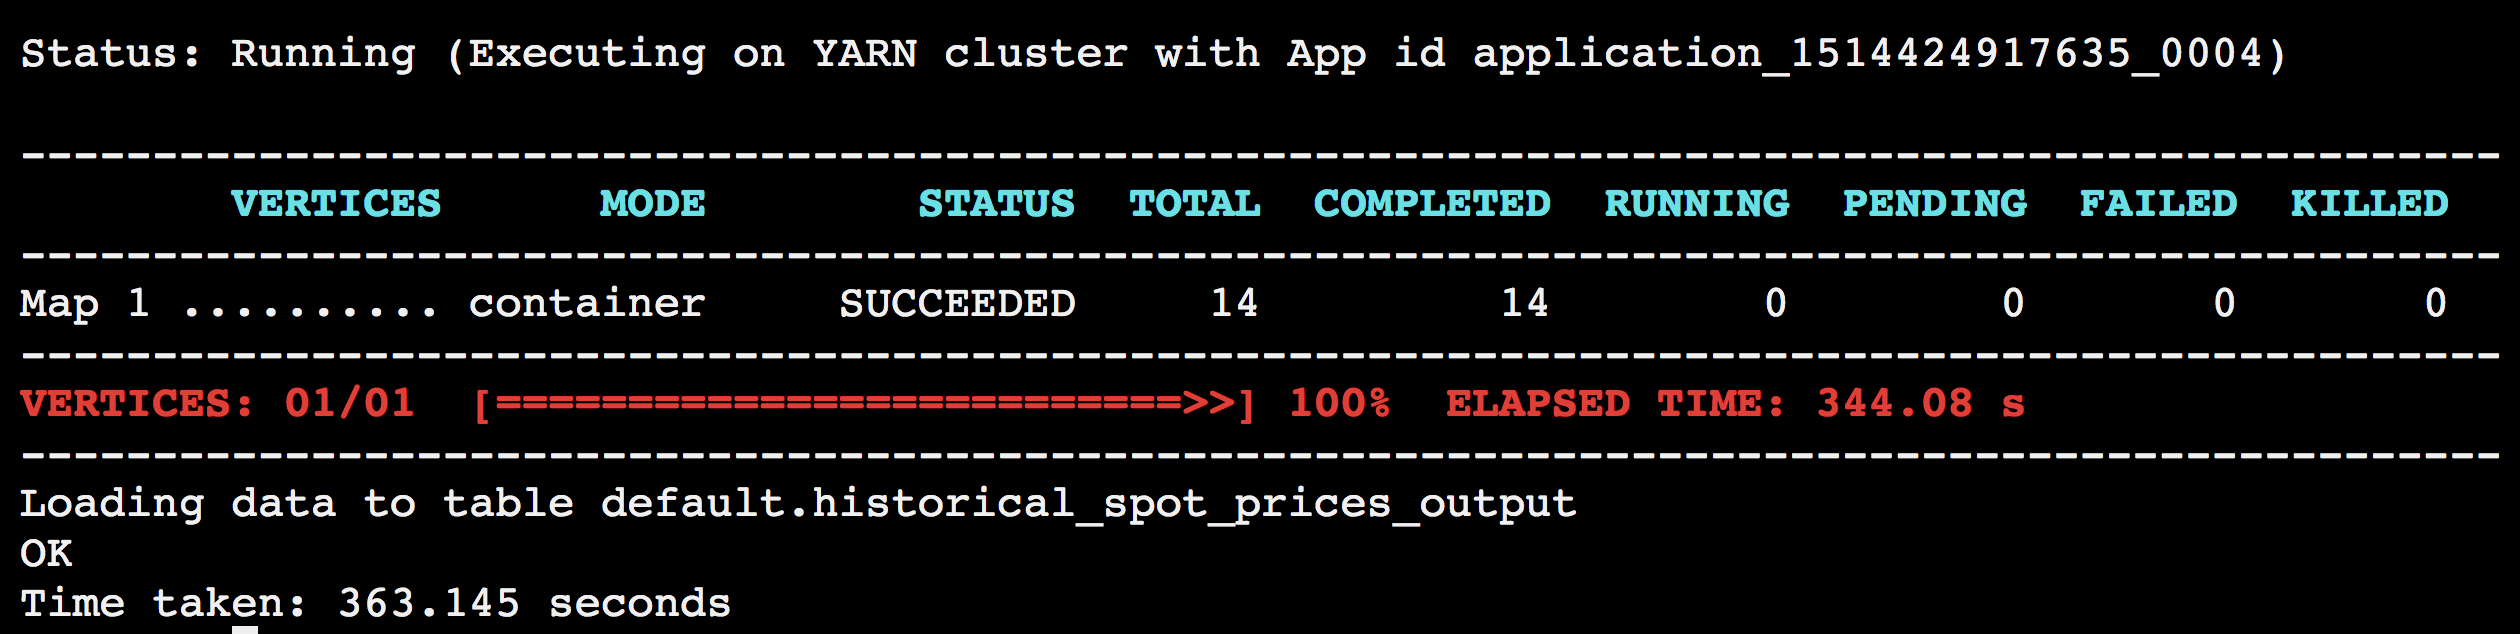 Status: Running (Executing on YARN cluster with App id application_1514424917635_0004)
----------------------------------------------------------------------------------------------
        VERTICES      MODE        STATUS  TOTAL  COMPLETED  RUNNING  PENDING  FAILED  KILLED
----------------------------------------------------------------------------------------------
Map 1 .......... container     SUCCEEDED     14         14        0        0       0       0
----------------------------------------------------------------------------------------------
VERTICES: 01/01  [==========================>>] 100%  ELAPSED TIME: 344.08 s
----------------------------------------------------------------------------------------------
Loading data to table default.historical_spot_prices_output
OK
Time taken: 363.145 seconds